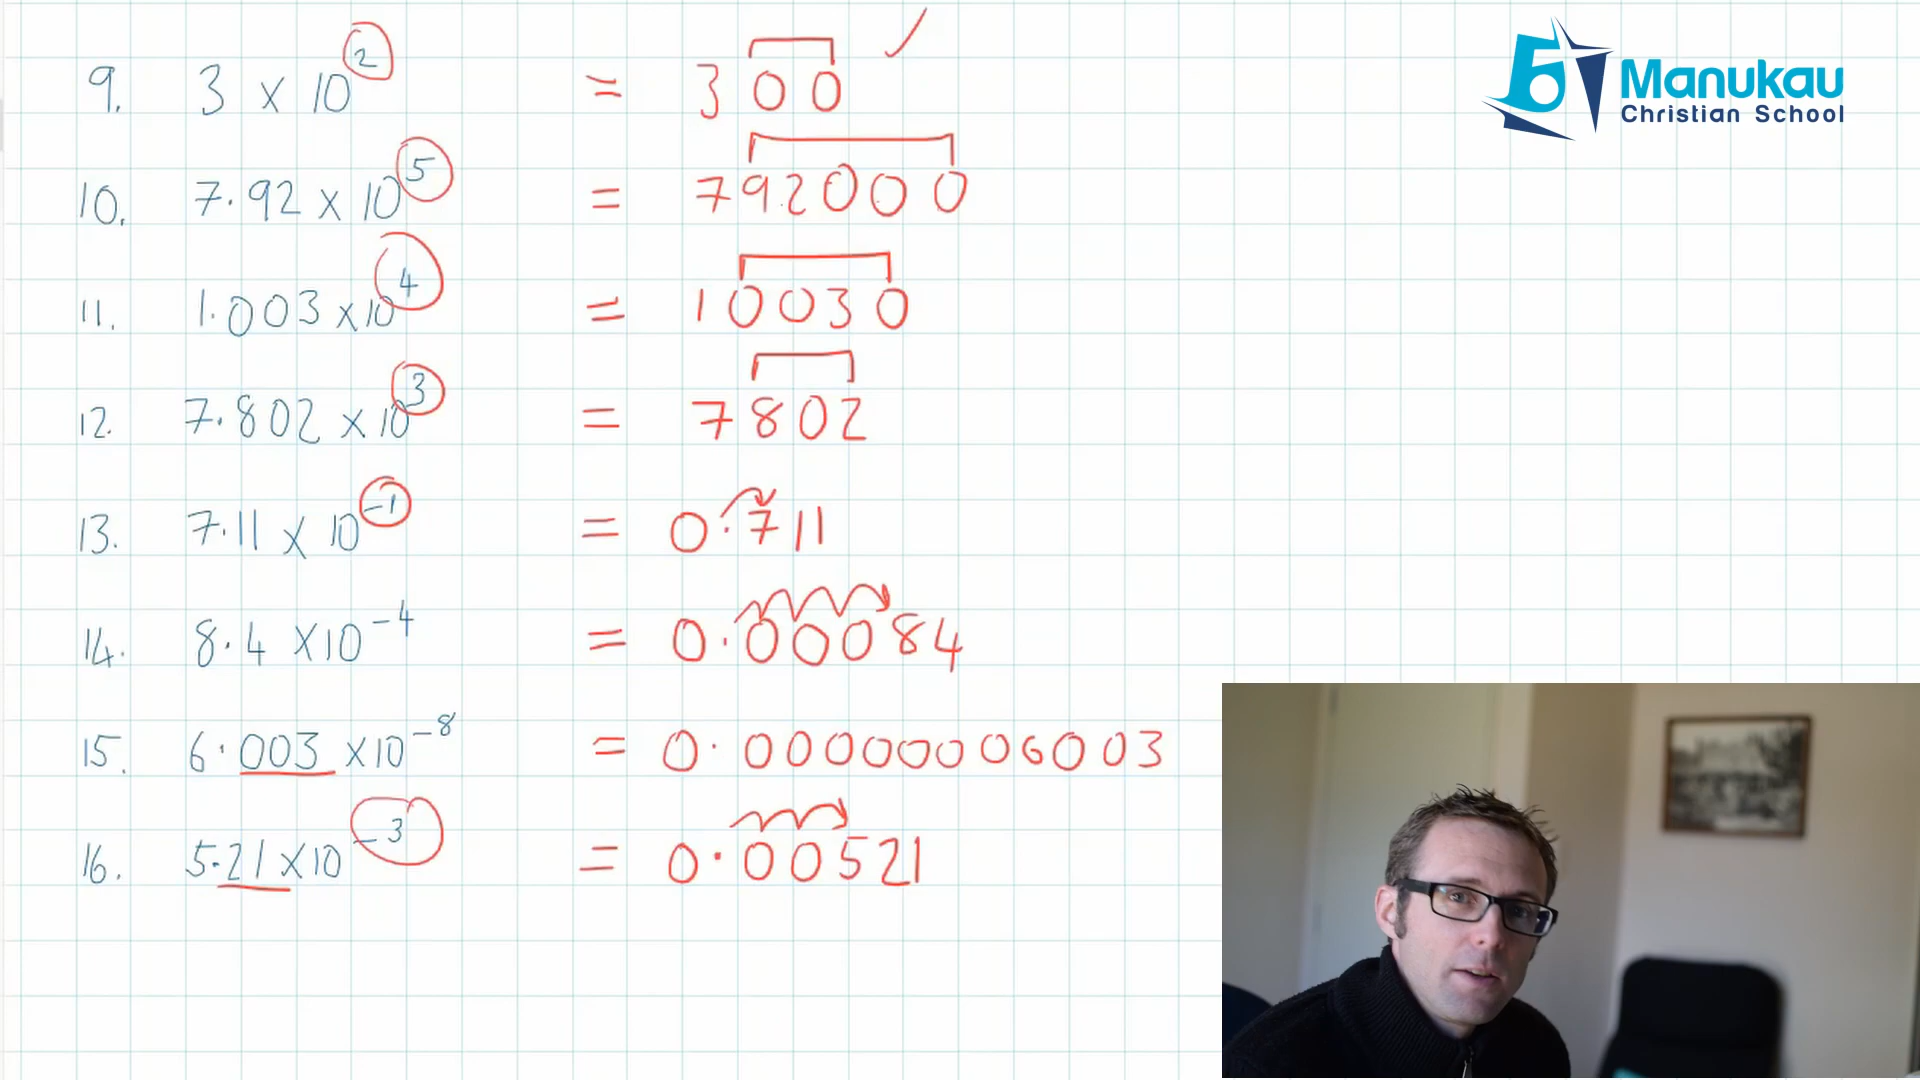 9. 3 × 10² = 300
10. 7.92 × 10⁵ = 792000
11. 1.003 × 10⁴ = 10030
12. 7.802 × 10³ = 7802
13. 7.11 × 10⁻¹ = 0.711
14. 8.4 × 10⁻⁴ = 0.00084
15. 6.003 × 10⁻⁸ = 0.00000006003
16. 5.21 × 10⁻³ = 0.00521
Manukau
Christian School